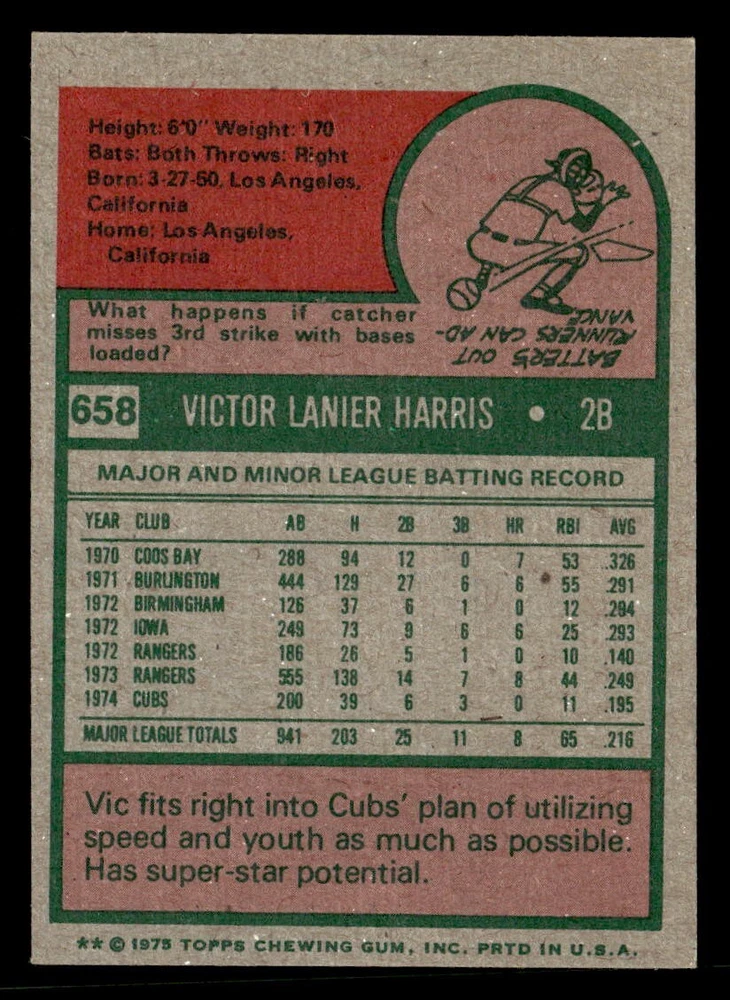 Height: 6'0" Weight: 170
Bats: Both Throws: Right
Born: 3-27-50, Los Angeles,
California
Home: Los Angeles,
California
What happens if catcher
misses 3rd strike with bases
loaded?
BATTER'S OUT
RUNNERS CAN AD-
VANCE
658 VICTOR LANIER HARRIS • 2B
MAJOR AND MINOR LEAGUE BATTING RECORD
YEAR CLUB AB H 2B 3B HR RBI AVG
1970 COOS BAY 288 94 12 0 7 53 .326
1971 BURLINGTON 444 129 27 6 6 55 .291
1972 BIRMINGHAM 126 37 6 1 0 12 .294
1972 IOWA 249 73 9 6 6 25 .293
1972 RANGERS 186 26 5 1 0 10 .140
1973 RANGERS 555 138 14 7 8 44 .249
1974 CUBS 200 39 6 3 0 11 .195
MAJOR LEAGUE TOTALS 941 203 25 11 8 65 .216
Vic fits right into Cubs' plan of utilizing
speed and youth as much as possible.
Has super-star potential.
** © 1975 TOPPS CHEWING GUM, INC. PRTD IN U.S.A.